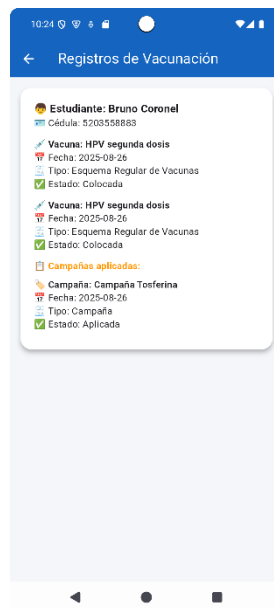 10:24
Registros de Vacunación
Estudiante: Bruno Coronel
Cédula: 5203558883
Vacuna: HPV segunda dosis
Fecha: 2025-08-26
Tipo: Esquema Regular de Vacunas
Estado: Colocada
Vacuna: HPV segunda dosis
Fecha: 2025-08-26
Tipo: Esquema Regular de Vacunas
Estado: Colocada
Campañas aplicadas:
Campaña: Campaña Tosferina
Fecha: 2025-08-26
Tipo: Campaña
Estado: Aplicada